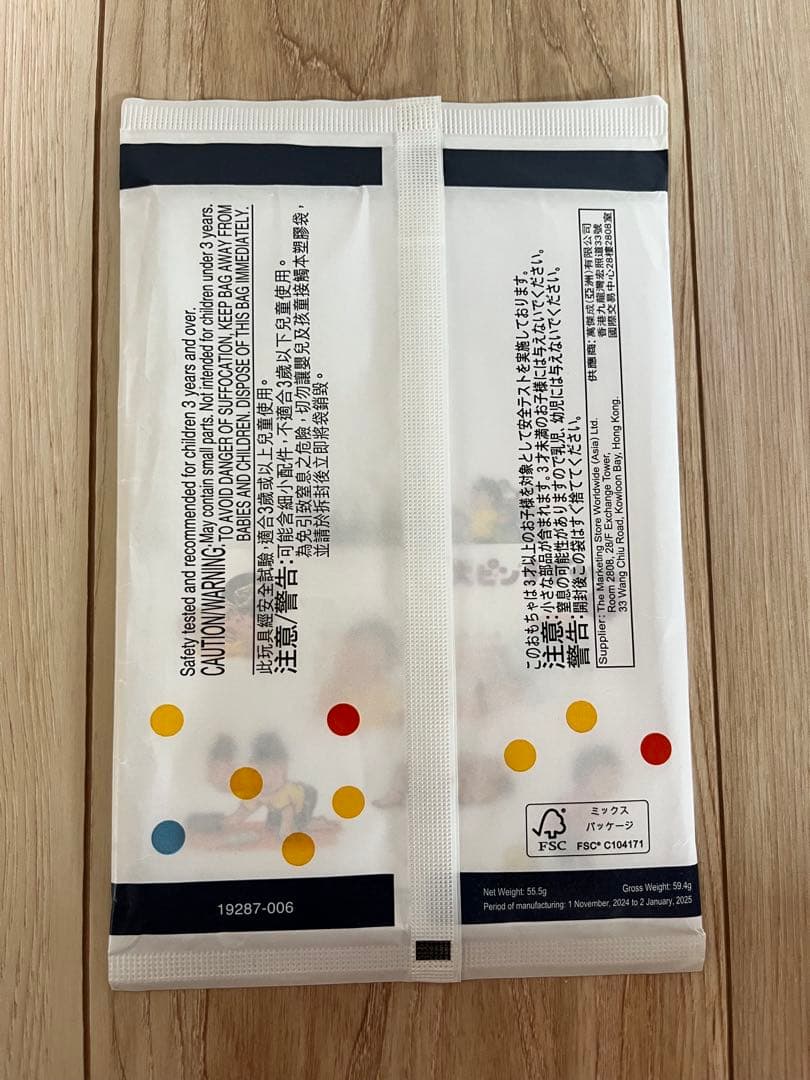 Safety tested and recommended for children 3 years and over.
CAUTION/WARNING: May contain small parts. Not intended for children under 3 years.
TO AVOID DANGER OF SUFFOCATION, KEEP BAG AWAY FROM
BABIES AND CHILDREN. DISPOSE OF THIS BAG IMMEDIATELY.
此玩具經安全試驗，適合3歲或以上兒童使用。
注意/警告：可能含細小配件，不適合3歲以下兒童使用。
為免引致窒息之危險，切勿讓嬰兒及孩童接觸本塑膠袋，
並請於拆封後立即將袋銷毀。
このおもちゃは3才以上のお子様を対象として安全テストを実施しております。
注意：小さな部品が含まれます。3才未満のお子様には与えないでください。
警告：窒息の可能性がありますので乳児、幼児には与えないでください。
開封後この袋はすぐ捨ててください。
Supplier: The Marketing Store Worldwide (Asia) Ltd.
Room 2808, 28/F Exchange Tower,
33 Wang Chiu Road, Kowloon Bay, Hong Kong.
供應商：萬傑成(亞洲)有限公司
香港九龍灣宏照道33號
國際交易中心28樓2808室
スピン
ミックス
パッケージ
FSC
FSC® C104171
19287-006
Net Weight: 55.5g Gross Weight: 59.4g
Period of manufacturing: 1 November, 2024 to 2 January, 2025